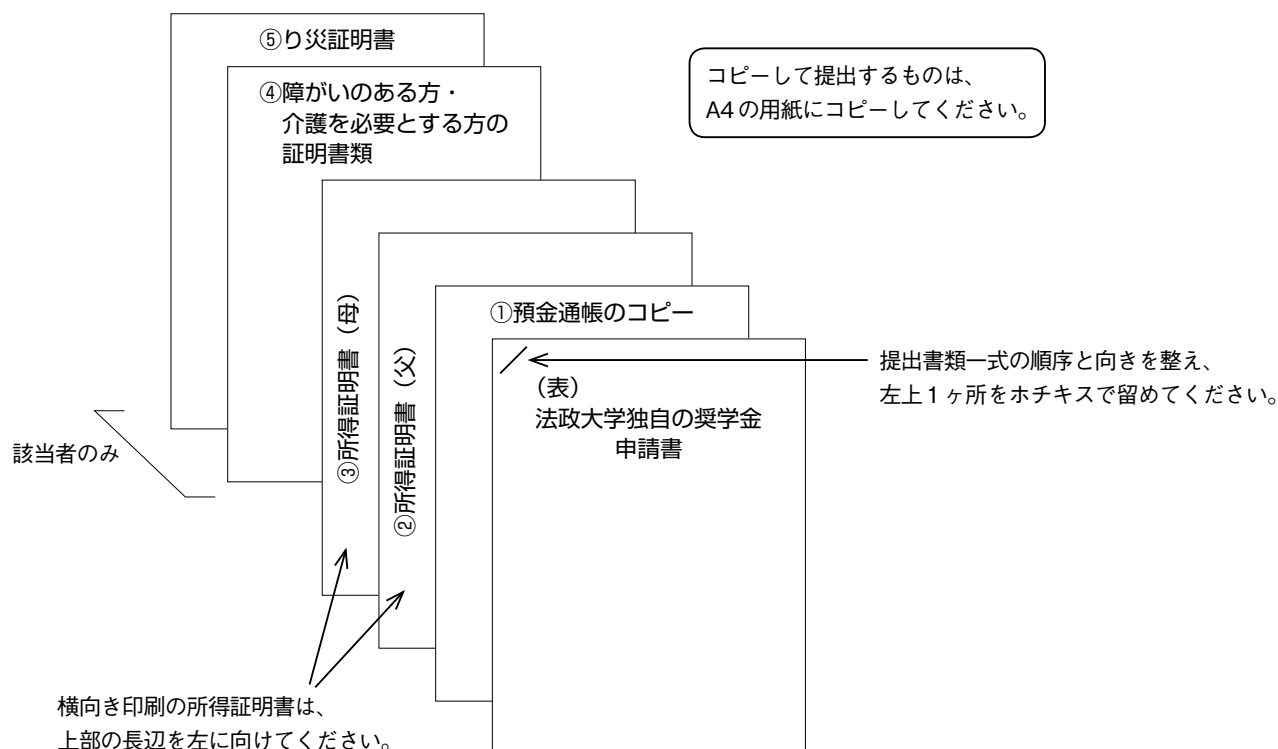 ⑤り災証明書
④障がいのある方・
介護を必要とする方の
証明書類
コピーして提出するものは、
A4の用紙にコピーしてください。
③所得証明書（母）
②所得証明書（父）
①預金通帳のコピー
（表）
法政大学独自の奨学金
申請書
提出書類一式の順序と向きを整え、
左上1ヶ所をホチキスで留めてください。
該当者のみ
横向き印刷の所得証明書は、
上部の長辺を左に向けてください。